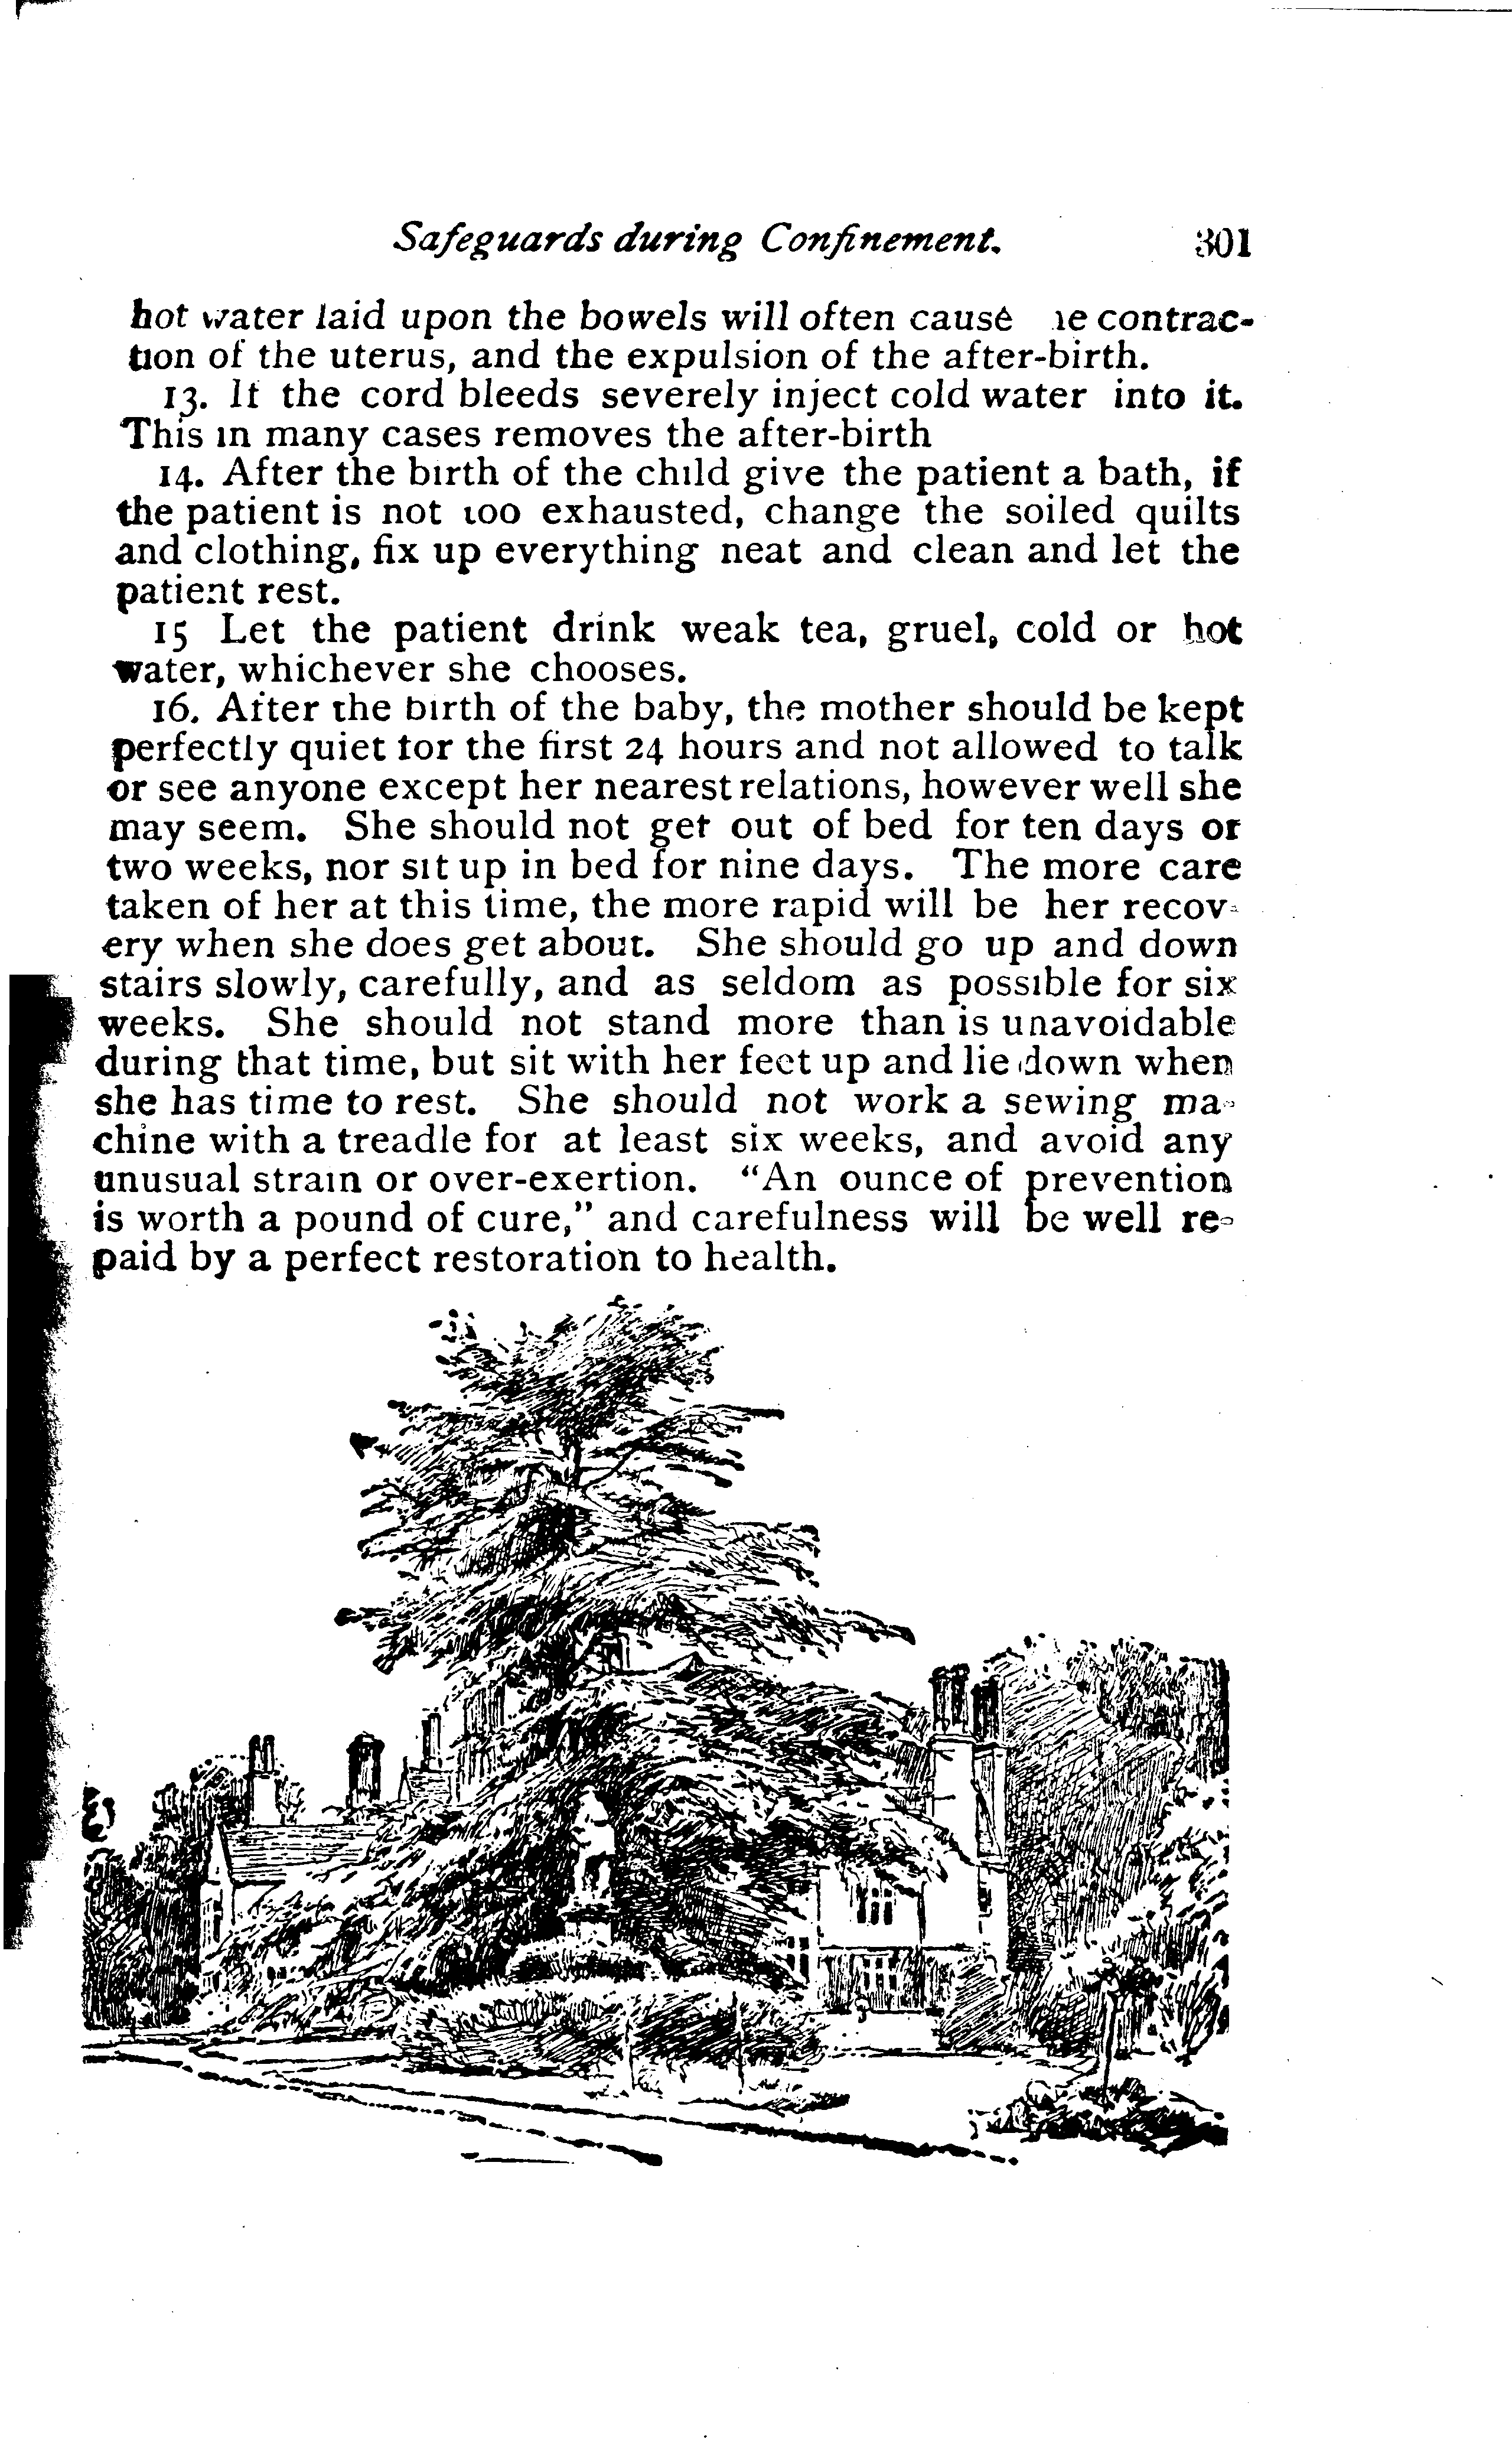 Safeguards during Confinement. 301
hot water laid upon the bowels will often cause contrac-
tion of the uterus, and the expulsion of the after-birth.
13. If the cord bleeds severely inject cold water into it.
This in many cases removes the after-birth
14. After the birth of the child give the patient a bath, if
the patient is not too exhausted, change the soiled quilts
and clothing, fix up everything neat and clean and let the
patient rest.
15 Let the patient drink weak tea, gruel, cold or hot
water, whichever she chooses.
16. After the birth of the baby, the mother should be kept
perfectly quiet for the first 24 hours and not allowed to talk
or see anyone except her nearest relations, however well she
may seem. She should not get out of bed for ten days or
two weeks, nor sit up in bed for nine days. The more care
taken of her at this time, the more rapid will be her recov-
ery when she does get about. She should go up and down
stairs slowly, carefully, and as seldom as possible for six
weeks. She should not stand more than is unavoidable
during that time, but sit with her feet up and lie down when
she has time to rest. She should not work a sewing ma-
chine with a treadle for at least six weeks, and avoid any
unusual strain or over-exertion. "An ounce of prevention
is worth a pound of cure," and carefulness will be well re-
paid by a perfect restoration to health.